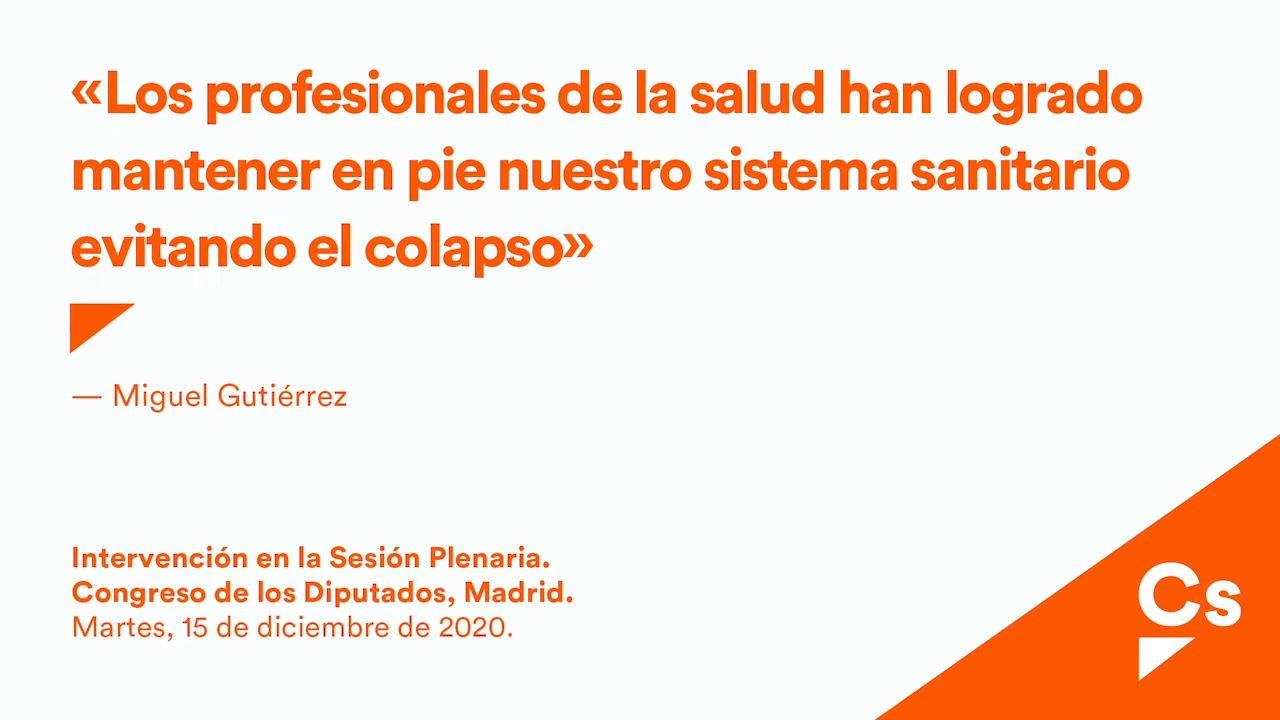 «Los profesionales de la salud han logrado
mantener en pie nuestro sistema sanitario
evitando el colapso»
— Miguel Gutiérrez
Intervención en la Sesión Plenaria.
Congreso de los Diputados, Madrid.
Martes, 15 de diciembre de 2020.
Cs